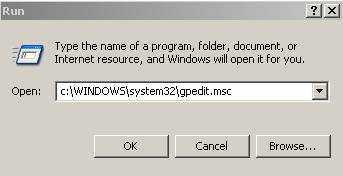 Run
Type the name of a program, folder, document, or
Internet resource, and Windows will open it for you.
Open: c:\WINDOWS\system32\gpedit.msc
OK Cancel Browse...